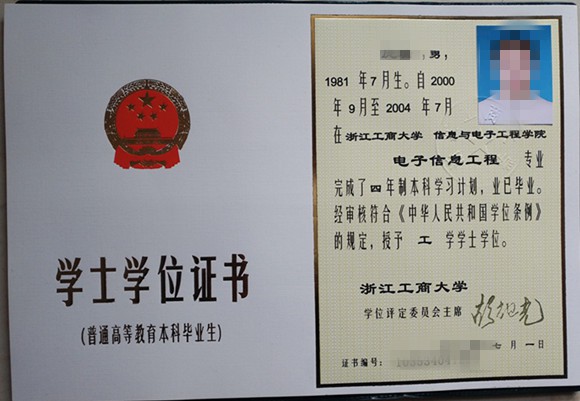 学士学位证书
(普通高等教育本科毕业生)
，男，
1981 年 7 月生。自 2000
年 9 月至 2004 年 7 月
在 浙江工商大学 信息与电子工程学院
电子信息工程 专业
完成了四年制本科学习计划，业已毕业。
经审核符合《中华人民共和国学位条例》
的规定，授予 工 学学士学位。
浙江工商大学
学位评定委员会主席
七月一日
证书编号：